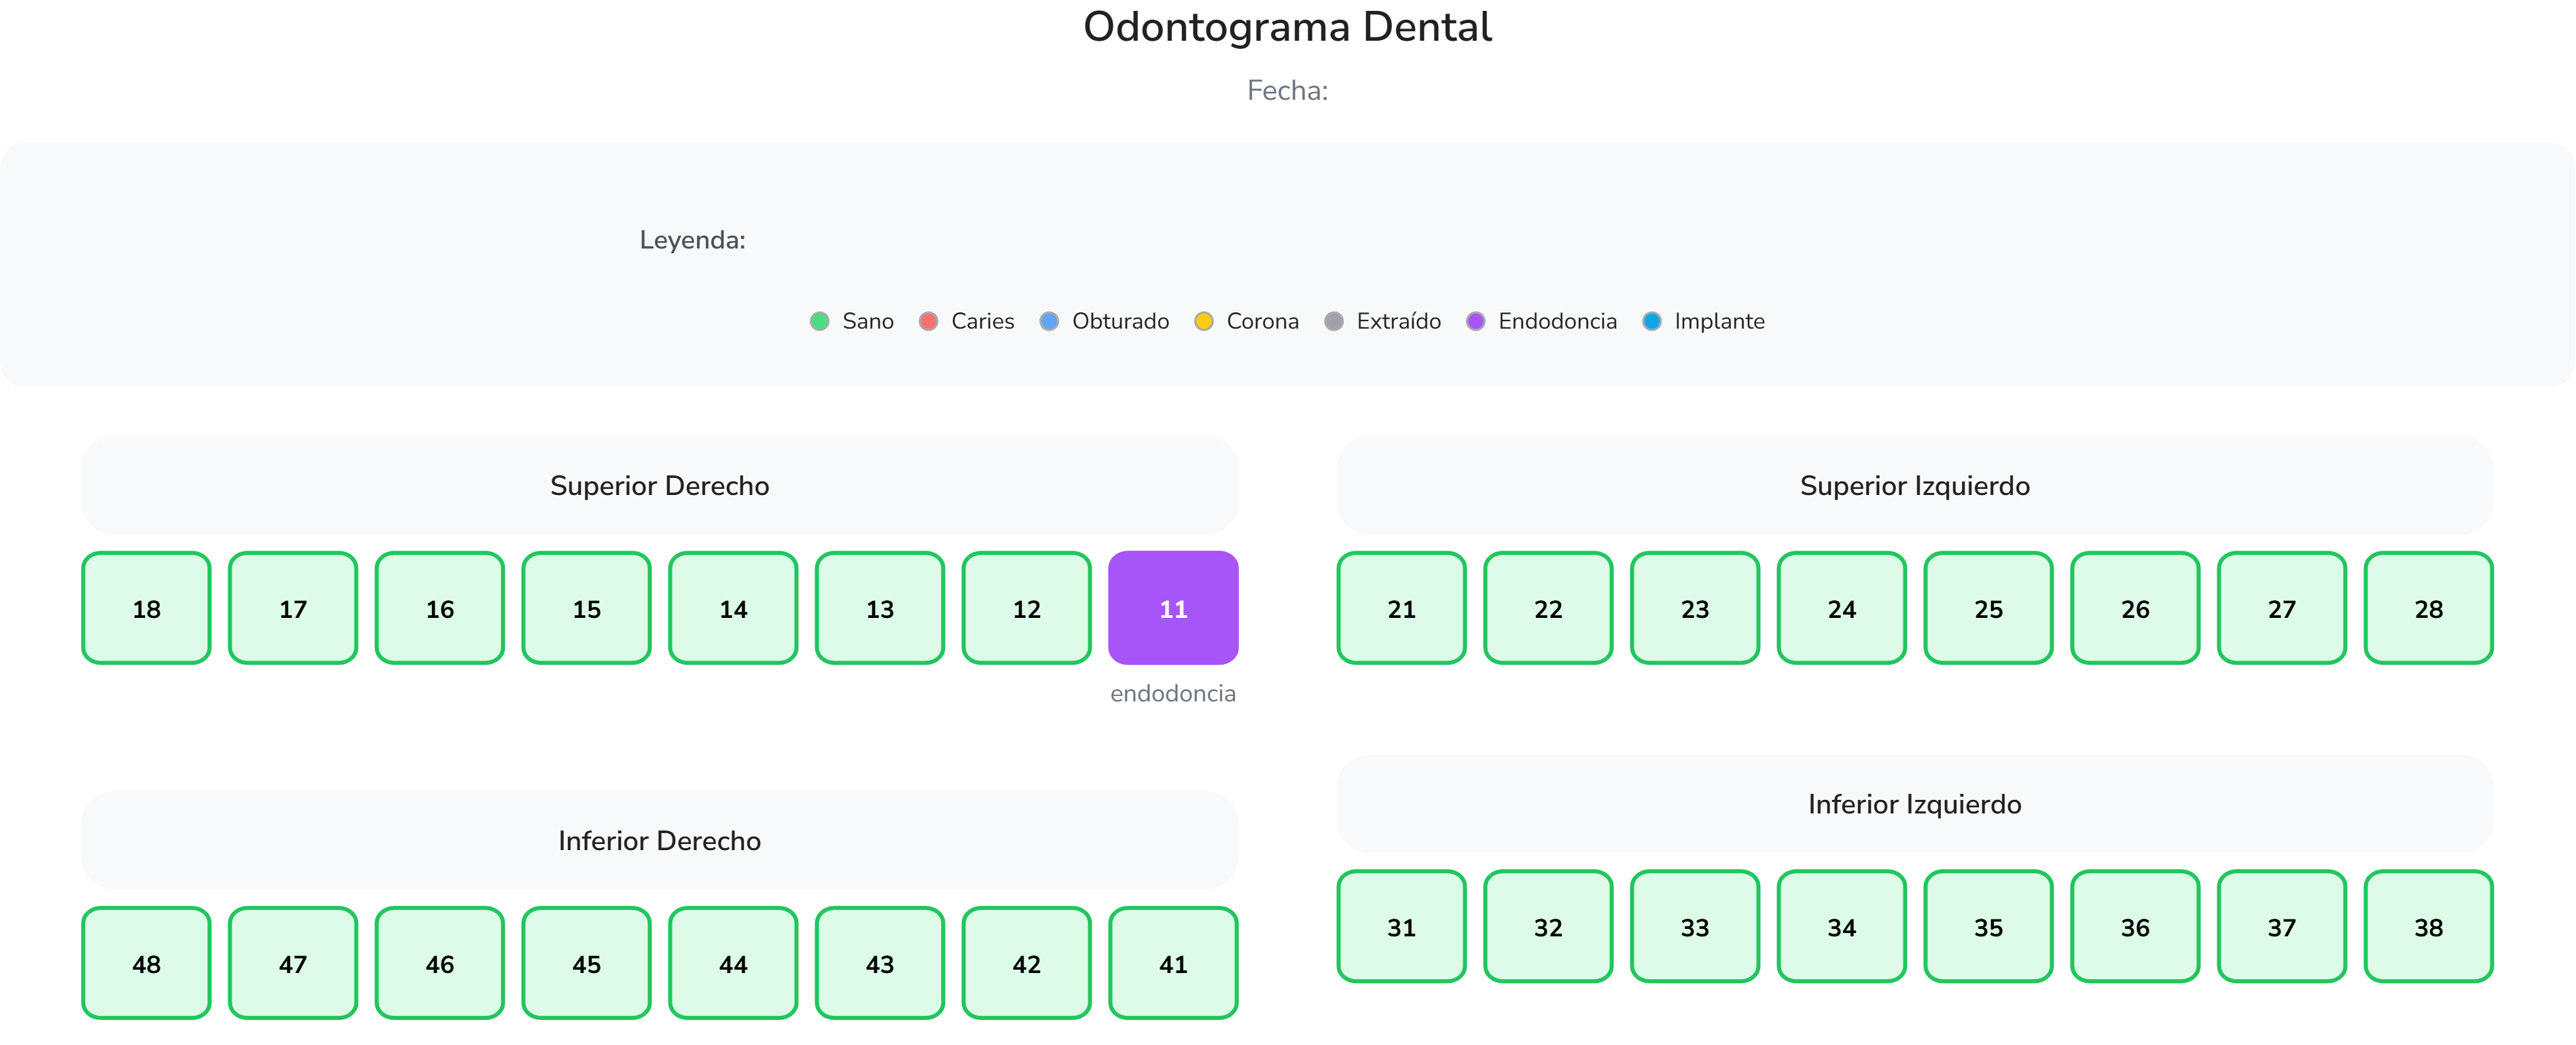 Odontograma Dental
Fecha:
Leyenda:
Sano Caries Obturado Corona Extraído Endodoncia Implante
Superior Derecho
18 17 16 15 14 13 12 11
endodoncia
Superior Izquierdo
21 22 23 24 25 26 27 28
Inferior Derecho
48 47 46 45 44 43 42 41
Inferior Izquierdo
31 32 33 34 35 36 37 38